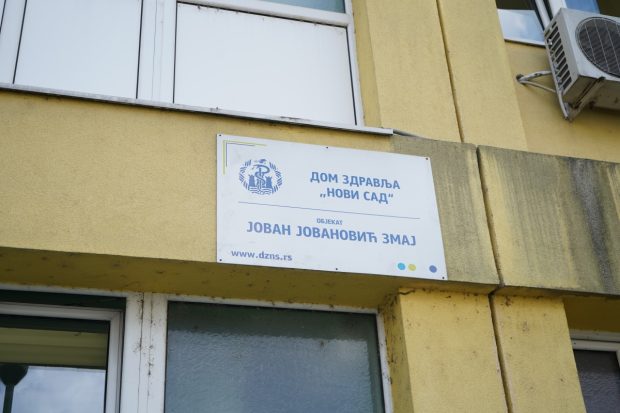 ДОМ ЗДРАВЉА
„НОВИ САД“
ОБЈЕКАТ
ЈОВАН ЈОВАНОВИЋ ЗМАЈ
www.dzns.rs